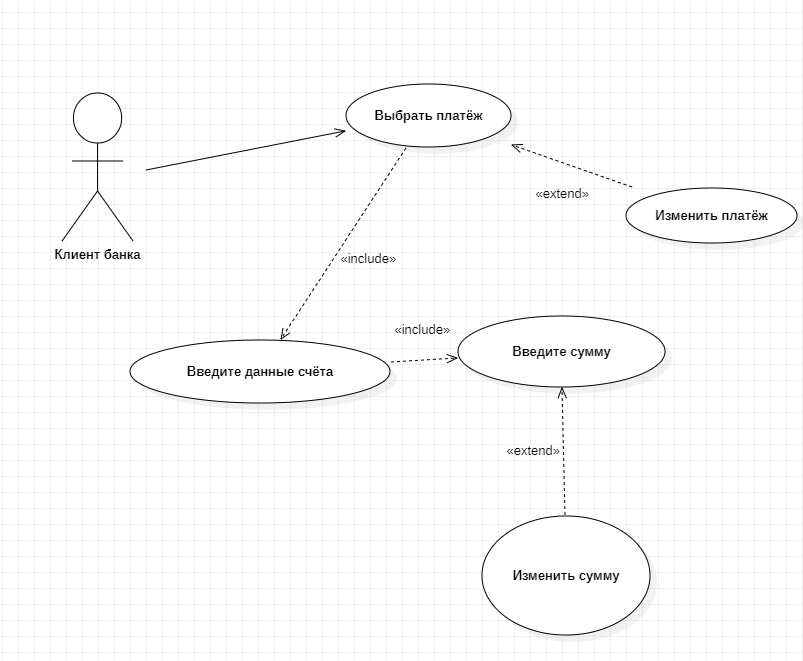 Выбрать платёж
«extend»
Изменить платёж
Клиент банка
«include»
«include»
Введите данные счёта
Введите сумму
«extend»
Изменить сумму